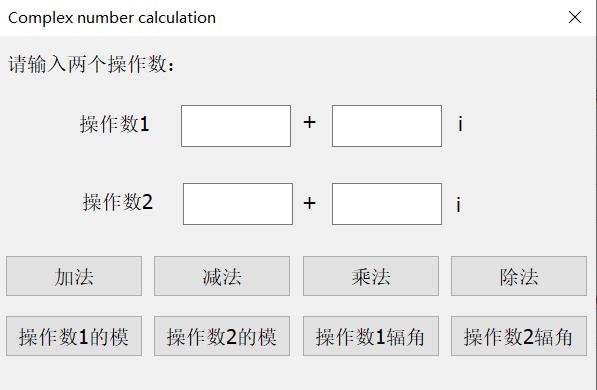 Complex number calculation
请输入两个操作数：
操作数1 + i
操作数2 + i
加法 减法 乘法 除法
操作数1的模 操作数2的模 操作数1辐角 操作数2辐角